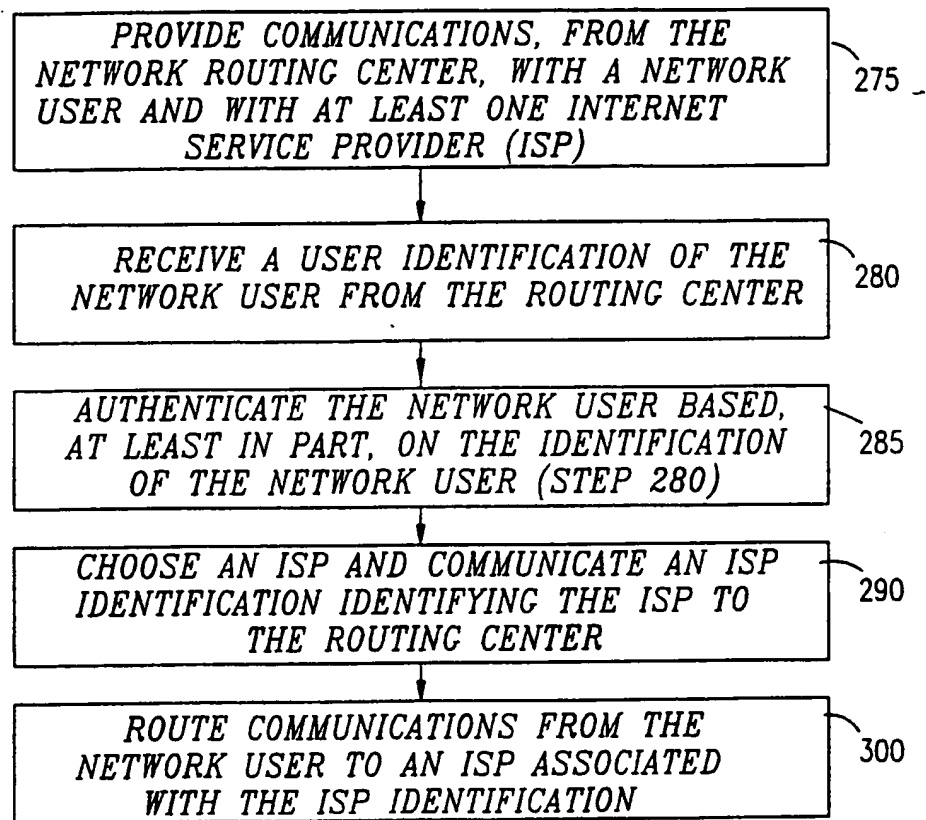 PROVIDE COMMUNICATIONS, FROM THE
NETWORK ROUTING CENTER, WITH A NETWORK
USER AND WITH AT LEAST ONE INTERNET
SERVICE PROVIDER (ISP)
275
RECEIVE A USER IDENTIFICATION OF THE
NETWORK USER FROM THE ROUTING CENTER
280
AUTHENTICATE THE NETWORK USER BASED,
AT LEAST IN PART, ON THE IDENTIFICATION
OF THE NETWORK USER (STEP 280)
285
CHOOSE AN ISP AND COMMUNICATE AN ISP
IDENTIFICATION IDENTIFYING THE ISP TO
THE ROUTING CENTER
290
ROUTE COMMUNICATIONS FROM THE
NETWORK USER TO AN ISP ASSOCIATED
WITH THE ISP IDENTIFICATION
300